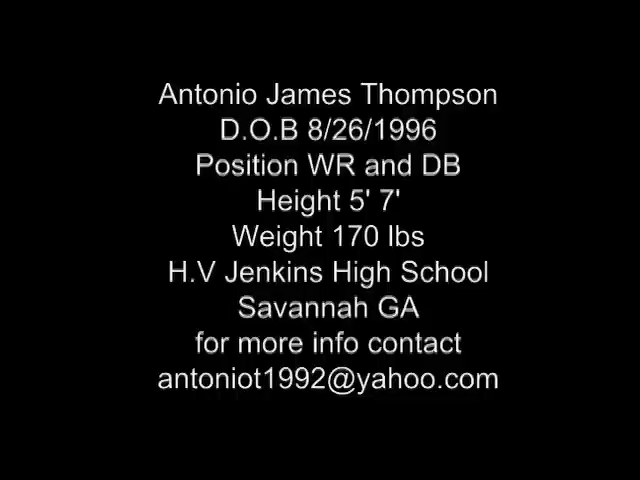 Antonio James Thompson
D.O.B 8/26/1996
Position WR and DB
Height 5' 7'
Weight 170 lbs
H.V Jenkins High School
Savannah GA
for more info contact
antoniot1992@yahoo.com